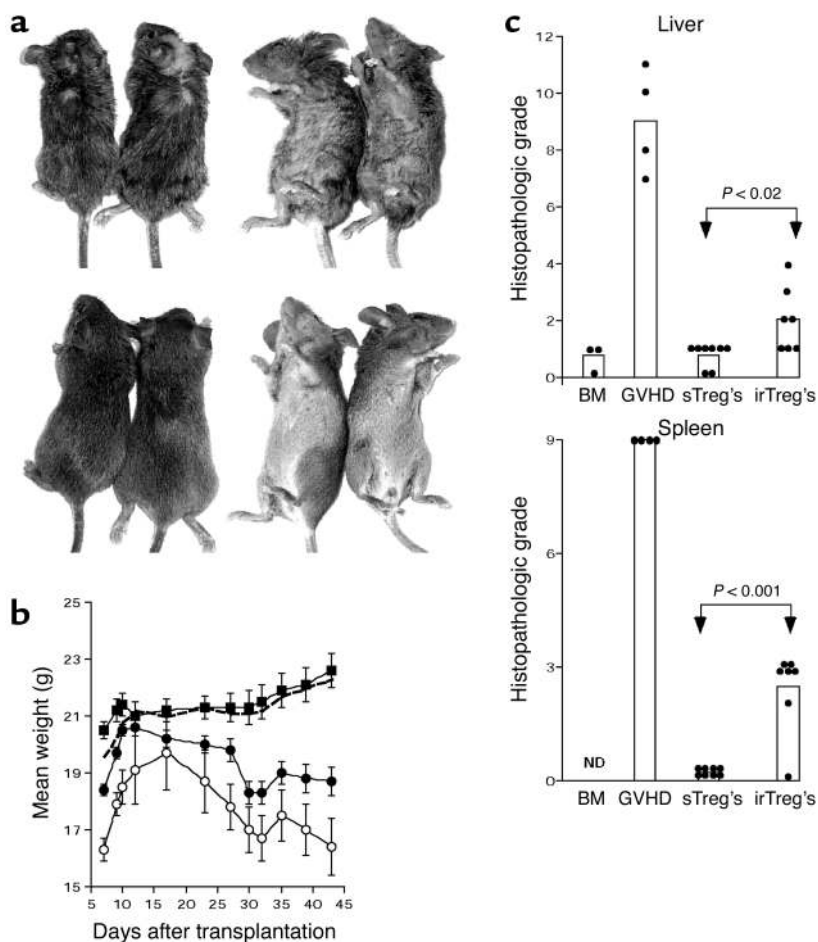 a
b
Mean weight (g)
25
23
21
19
17
15
5 10 15 20 25 30 35 40 45
Days after transplantation
c
Liver
Histopathologic grade
12
10
8
6
4
2
0
P < 0.02
BM GVHD sTreg's irTreg's
Spleen
Histopathologic grade
9
6
3
0
P < 0.001
ND
BM GVHD sTreg's irTreg's